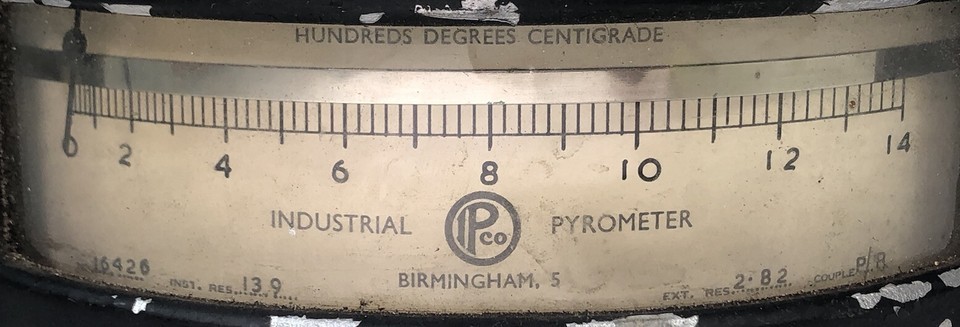 HUNDREDS DEGREES CENTIGRADE
0 2 4 6 8 10 12 14
INDUSTRIAL IPCO PYROMETER
16426 INST. RES. 13.9 BIRMINGHAM, 5 EXT. RES. 2.82 COUPLE P/R